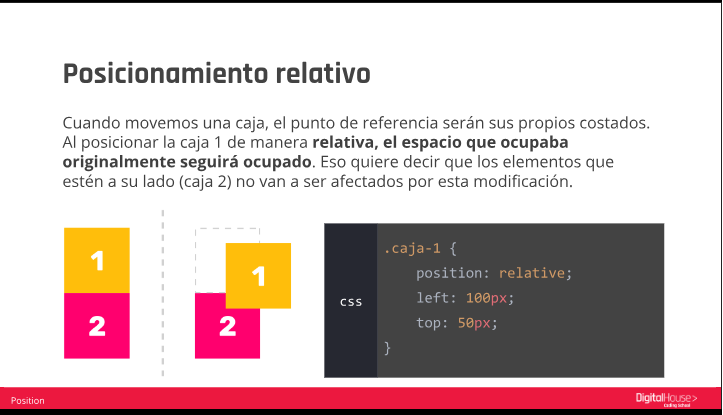 Posicionamiento relativo
Cuando movemos una caja, el punto de referencia serán sus propios costados.
Al posicionar la caja 1 de manera relativa, el espacio que ocupaba
originalmente seguirá ocupado. Eso quiere decir que los elementos que
estén a su lado (caja 2) no van a ser afectados por esta modificación.
1
2
1
2
css
.caja-1 {
position: relative;
left: 100px;
top: 50px;
}
Position
DigitalHouse>
Coding School